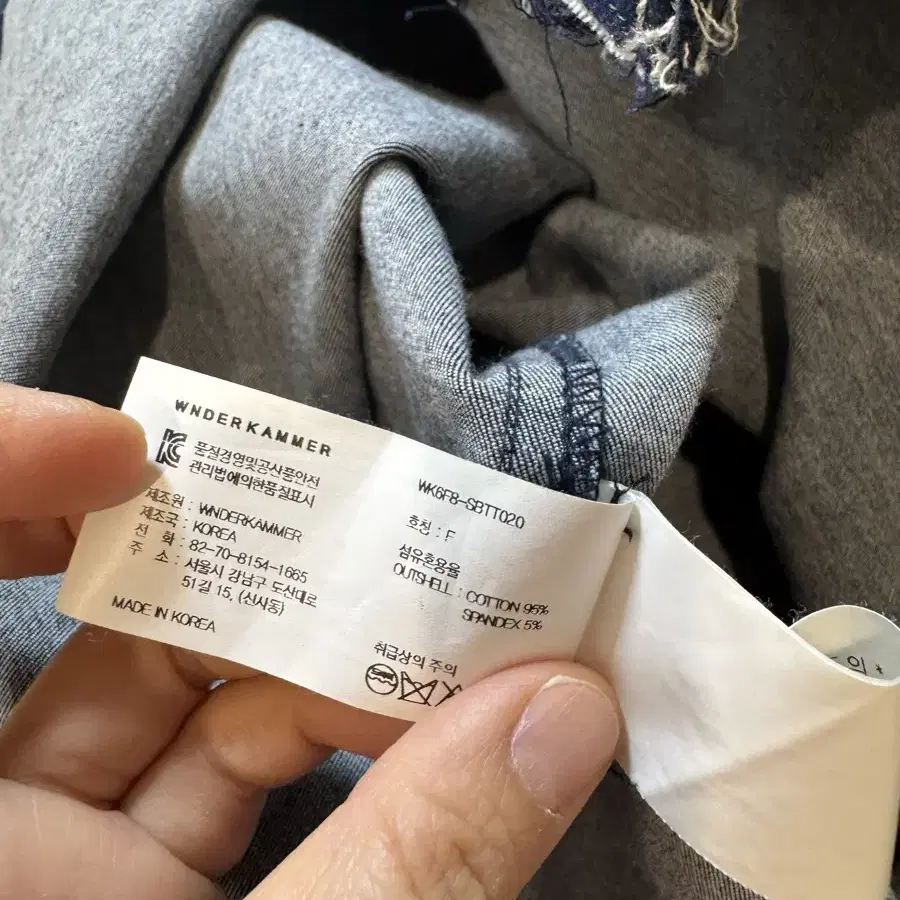 WNDERKAMMER
품질경영및공산품안전
관리법에의한품질표시
제조원 : WNDERKAMMER
제조국 : KOREA
전 화 : 82-70-8154-1665
주 소 : 서울시 강남구 도산대로
51길 15, (신사동)
MADE IN KOREA
WK6F8-SBTT020
호칭 : F
섬유혼용율
OUTSHELL : COTTON 95%
SPANDEX 5%
취급상의 주의